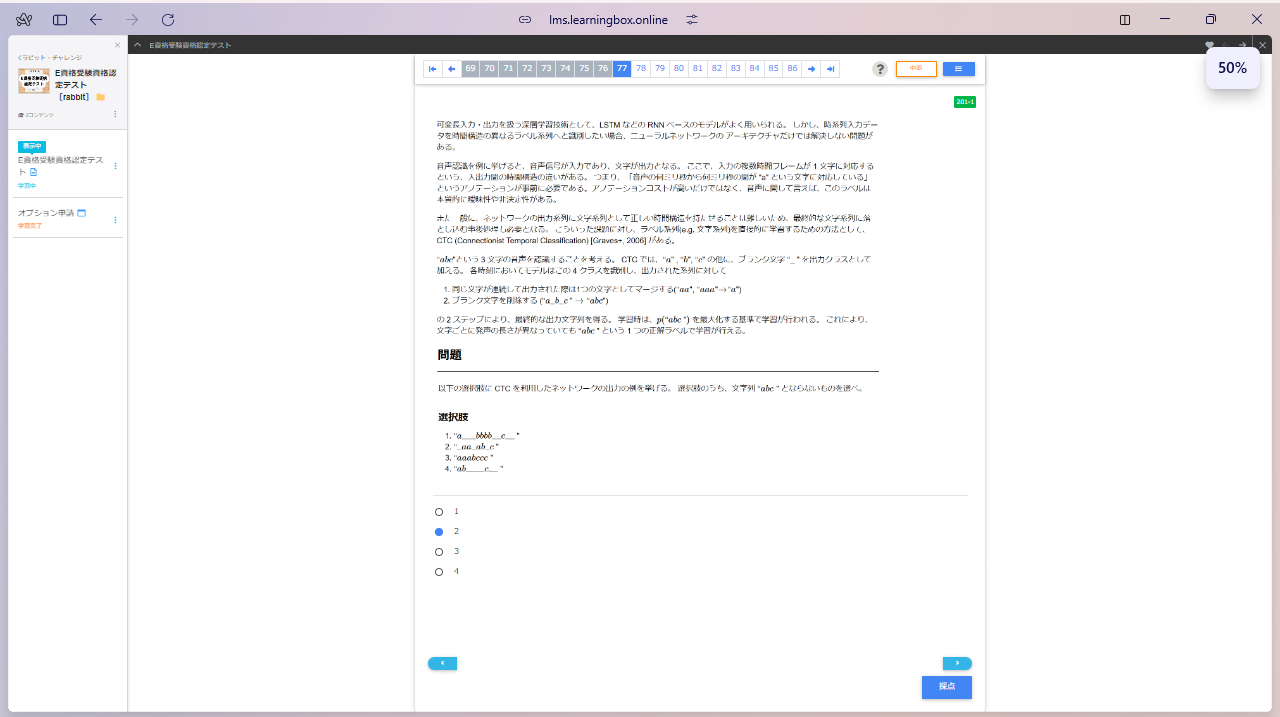 lms.learningbox.online
50%
E資格受験資格認定テスト
くラビット・チャレンジ
E資格受験資格認
定テスト
［rabbit］
2コンテンツ
表示中
E資格受験資格認定テス
ト
学習中
オプション申請
学習完了
69 70 71 72 73 74 75 76 77 78 79 80 81 82 83 84 85 86
?
中断
201-1
可変長入力・出力を扱う深層学習技術として、LSTM などの RNN ベースのモデルがよく用いられる。 しかし、時系列入力デー
タを時間構造の異なるラベル系列へと識別したい場合、ニューラルネットワークの アーキテクチャだけでは解決しない問題が
ある。
音声認識を例に挙げると、音声信号が入力であり、文字が出力となる。 ここで、入力の複数時間フレームが 1 文字に対応する
という、入出力間の時間構造の違いがある。 つまり、「音声の何ミリ秒から何ミリ秒の間が "a" という文字に対応している」
というアノテーションが事前に必要である。アノテーションコストが高いだけではなく、音声に関して言えば、このラベルは
本質的に曖昧性や非決定性がある。
また一般に、ネットワークの出力系列に文字系列として正しい時間構造を持たせることは難しいため、最終的な文字系列に落
とし込む事後処理も必要となる。 こういった課題に対し、ラベル系列(e.g. 文字系列)を直接的に学習するための方法として、
CTC (Connectionist Temporal Classification) [Graves+, 2006] がある。
"abc"という 3 文字の音声を認識することを考える。 CTC では、"a" , "b", "c" の他に、ブランク文字 "_ " を出力クラスとして
加える。 各時刻においてモデルはこの 4 クラスを識別し、出力された系列に対して
1. 同じ文字が連続して出力された際は1つの文字としてマージする("aa", "aaa"→"a")
2. ブランク文字を削除する ("a_b_c " → "abc")
の 2 ステップにより、最終的な出力文字列を得る。 学習時は、p("abc ") を最大化する基準で学習が行われる。 これにより、
文字ごとに発声の長さが異なっていても "abc " という 1 つの正解ラベルで学習が行える。
問題
以下の選択肢に CTC を利用したネットワークの出力の例を挙げる。 選択肢のうち、文字列 "abc " とならないものを選べ。
選択肢
1. "a___bbbb__c__ "
2. "_aa_ab_c "
3. "aaabccc "
4. "ab____c__ "
1
2
3
4
採点